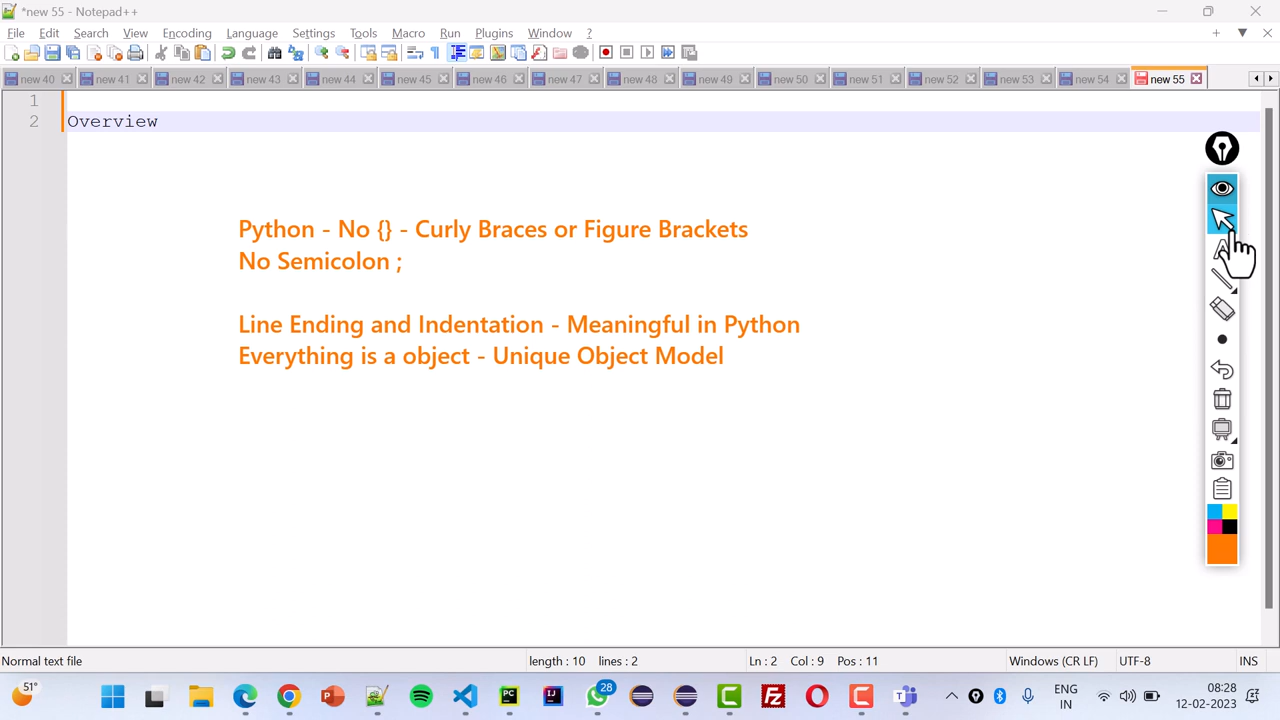 *new 55 - Notepad++
File Edit Search View Encoding Language Settings Tools Macro Run Plugins Window ?
new 40 new 41 new 42 new 43 new 44 new 45 new 46 new 47 new 48 new 49 new 50 new 51 new 52 new 53 new 54 new 55
1
2 Overview
Python - No {} - Curly Braces or Figure Brackets
No Semicolon ;
Line Ending and Indentation - Meaningful in Python
Everything is a object - Unique Object Model
Normal text file length : 10 lines : 2 Ln : 2 Col : 9 Pos : 11 Windows (CR LF) UTF-8 INS
51° 28 ENG 08:28
IN 12-02-2023